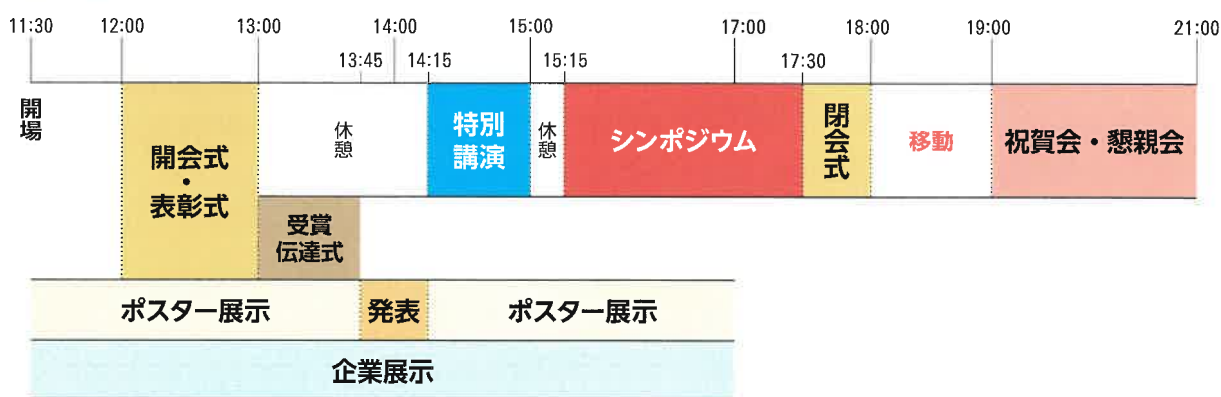 11:30 12:00 13:00 14:00 15:00 17:00 18:00 19:00 21:00
13:45 14:15 15:15 17:30
開場
開会式
・
表彰式
休憩
特別
講演
休憩
シンポジウム
閉会式
移動
祝賀会・懇親会
受賞
伝達式
ポスター展示
発表
ポスター展示
企業展示